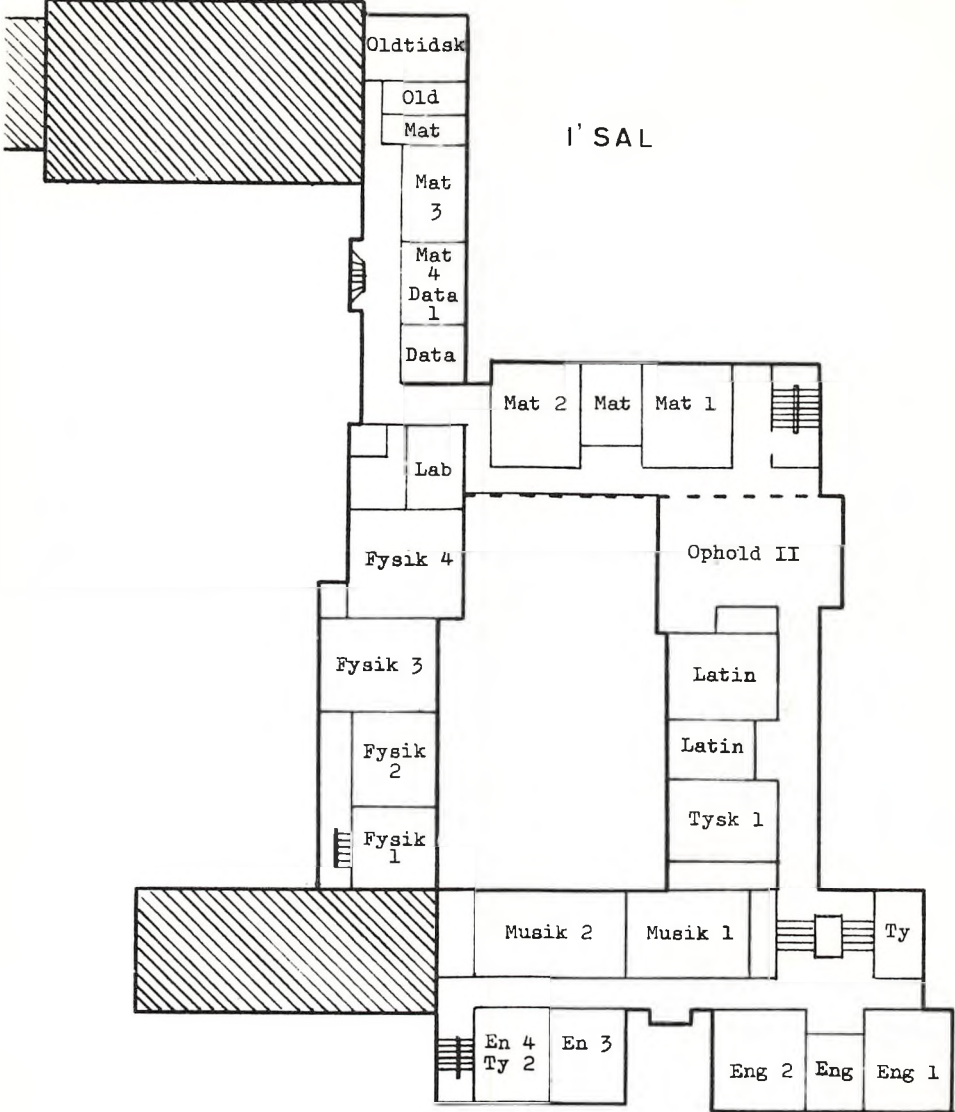 Oldtidsk
Old
Mat
1' SAL
Mat
3
Mat
4
Data
1
Data
Mat 2
Mat
Mat 1
Lab
Fysik 4
Ophold II
Fysik 3
Latin
Fysik
2
Latin
Tysk 1
Fysik
1
Musik 2
Musik 1
Ty
En 4
Ty 2
En 3
Eng 2
Eng
Eng 1